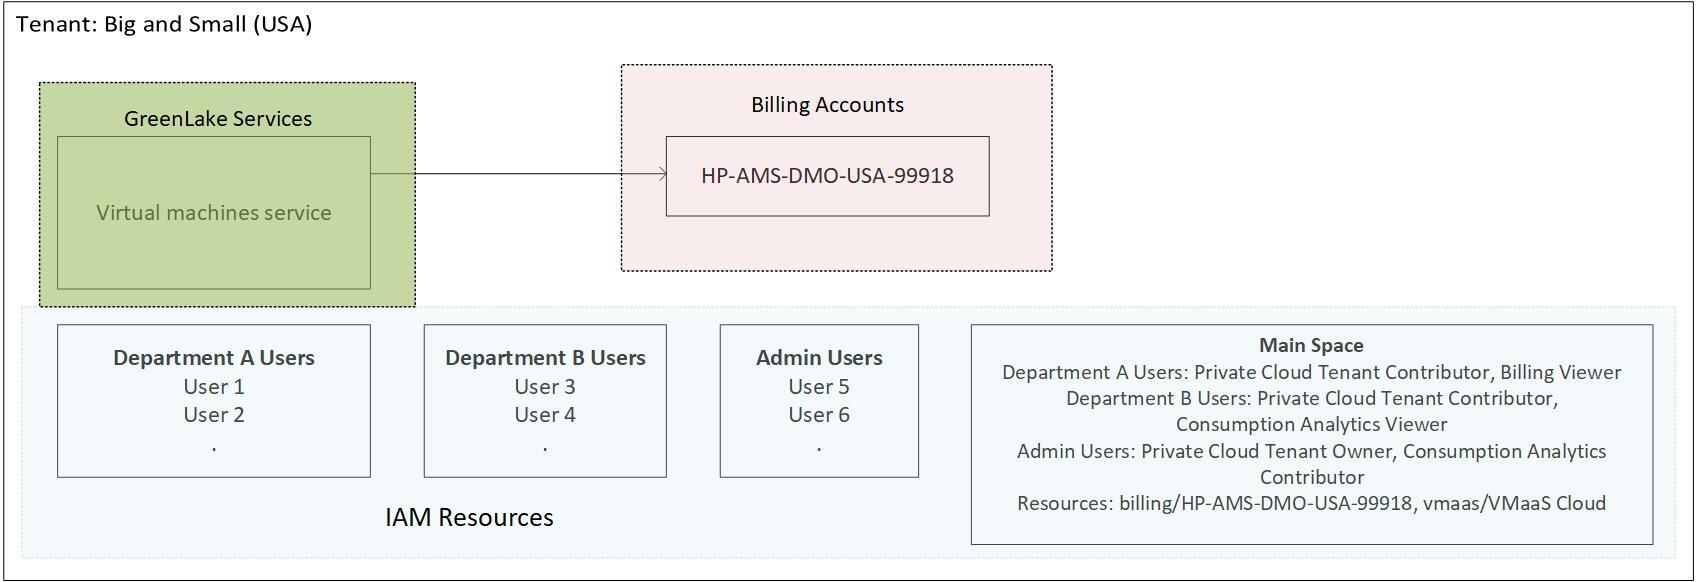 Tenant: Big and Small (USA)
GreenLake Services
Virtual machines service
Billing Accounts
HP-AMS-DMO-USA-99918
Department A Users
User 1
User 2
.
Department B Users
User 3
User 4
.
Admin Users
User 5
User 6
.
Main Space
Department A Users: Private Cloud Tenant Contributor, Billing Viewer
Department B Users: Private Cloud Tenant Contributor,
Consumption Analytics Viewer
Admin Users: Private Cloud Tenant Owner, Consumption Analytics
Contributor
Resources: billing/HP-AMS-DMO-USA-99918, vmaas/VMaaS Cloud
IAM Resources